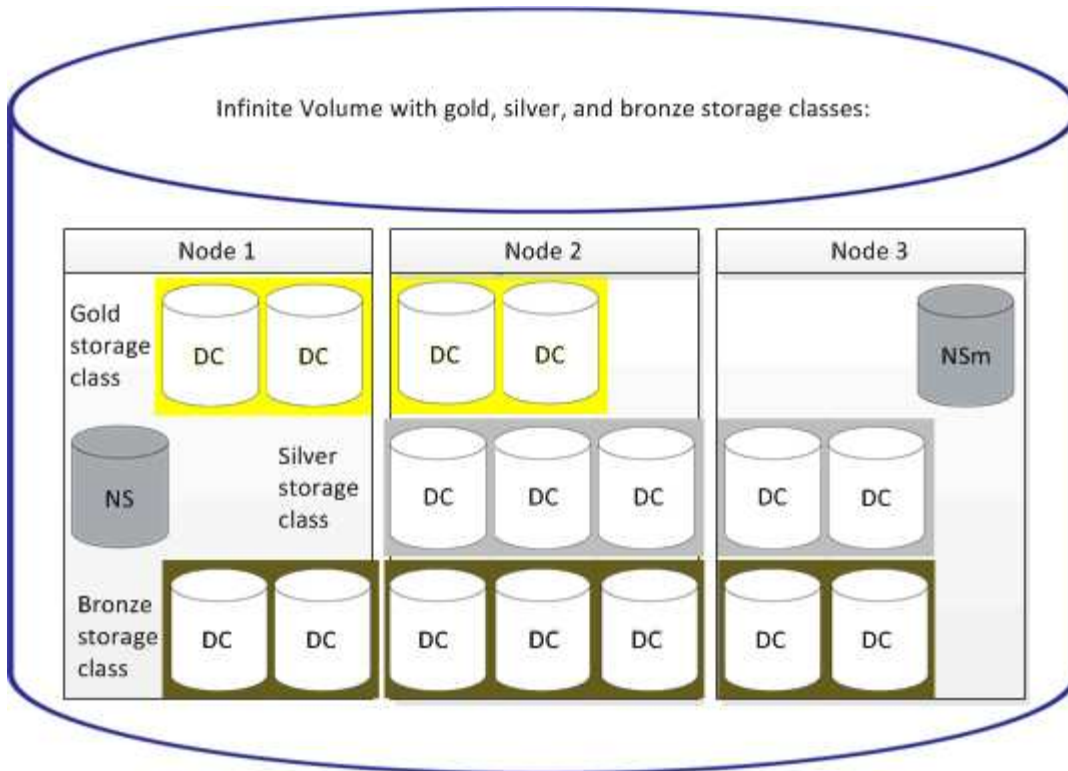 Infinite Volume with gold, silver, and bronze storage classes:
Node 1
Node 2
Node 3
Gold
storage
class
DC
DC
DC
DC
NSm
NS
Silver
storage
class
DC
DC
DC
DC
DC
Bronze
storage
class
DC
DC
DC
DC
DC
DC
DC